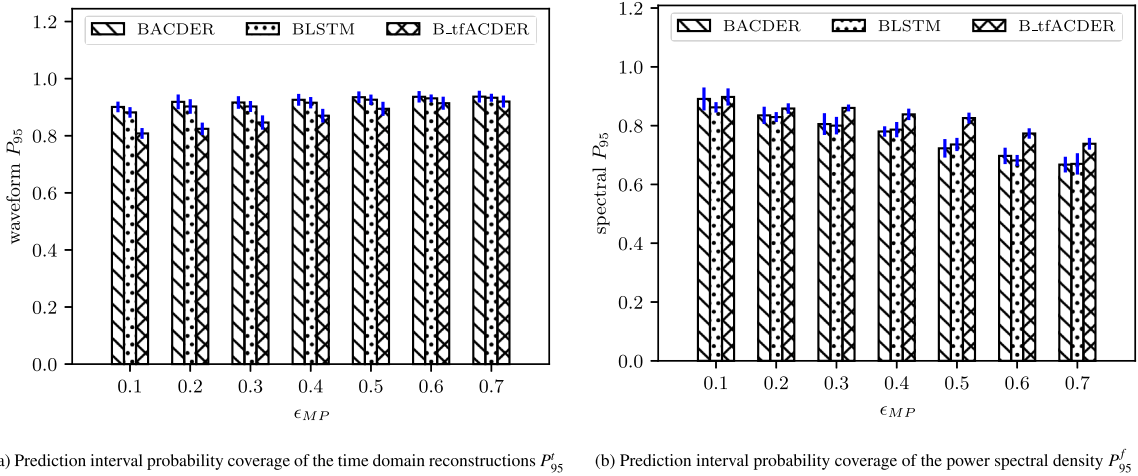 1.2
1.0
0.8
0.6
0.4
0.2
0.0
waveform P₉₅
BACDER BLSTM B_tfACDER
0.1 0.2 0.3 0.4 0.5 0.6 0.7
ϵ_MP
a) Prediction interval probability coverage of the time domain reconstructions P^t_95
1.2
1.0
0.8
0.6
0.4
0.2
0.0
spectral P₉₅
BACDER BLSTM B_tfACDER
0.1 0.2 0.3 0.4 0.5 0.6 0.7
ϵ_MP
(b) Prediction interval probability coverage of the power spectral density P^f_95